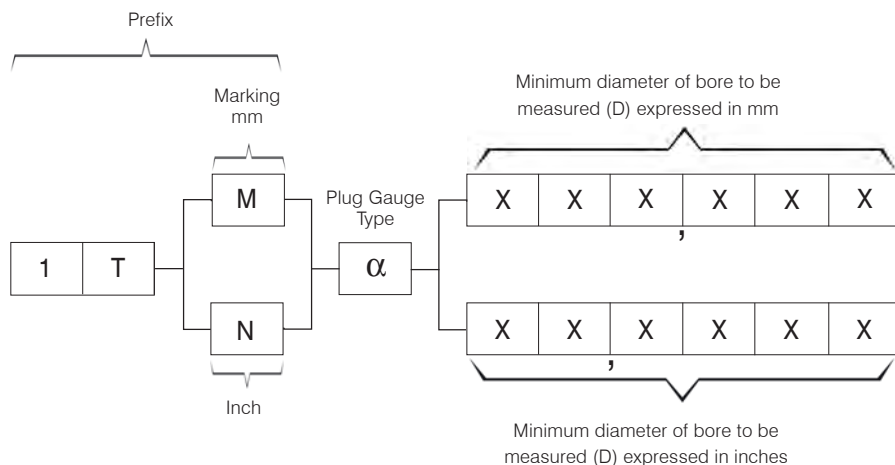 Prefix
Marking
mm
Minimum diameter of bore to be
measured (D) expressed in mm
M
Plug Gauge
Type
X X X , X X X
1 T
α
N
X X , X X X X
Inch
Minimum diameter of bore to be
measured (D) expressed in inches